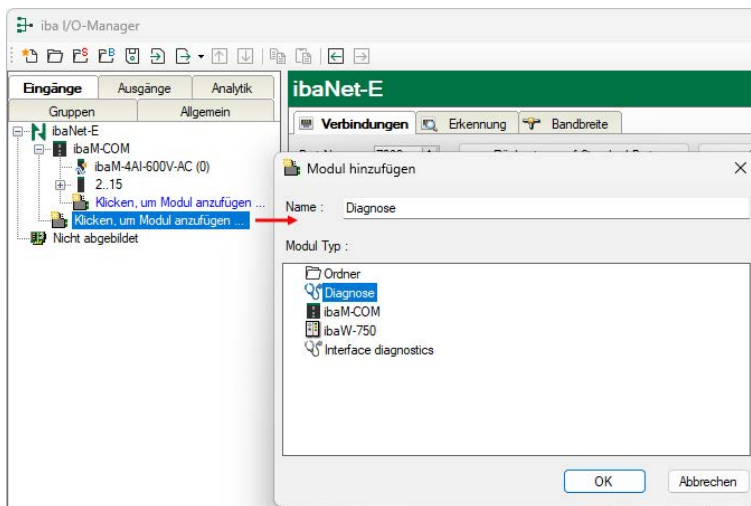 iba I/O-Manager
Eingänge Ausgänge Analytik
Gruppen Allgemein
ibaNet-E
ibaM-COM
ibaM-4AI-600V-AC (0)
2..15
Klicken, um Modul anzufügen ...
Klicken, um Modul anzufügen ...
Nicht abgebildet
ibaNet-E
Verbindungen Erkennung Bandbreite
Modul hinzufügen
Name : Diagnose
Modul Typ :
Ordner
Diagnose
ibaM-COM
ibaW-750
Interface diagnostics
OK Abbrechen